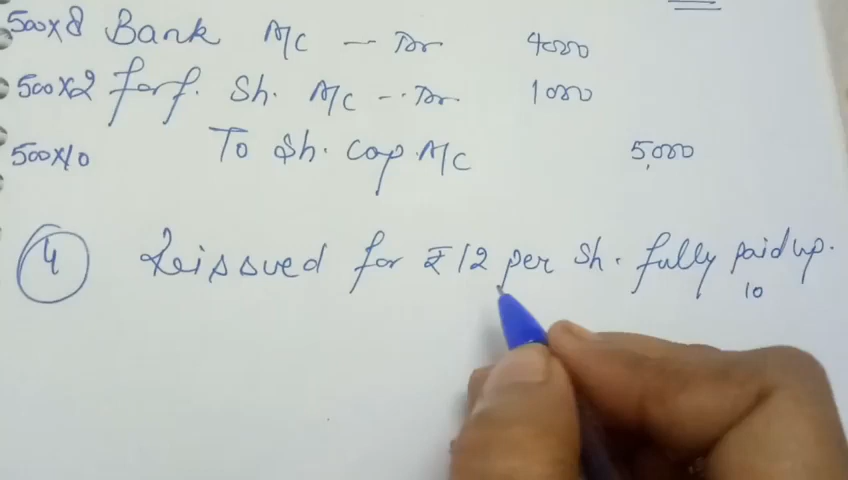 500x8 Bank A/C - Dr 4000
500x2 forf. Sh. A/C -- Dr 1000
500x10 To Sh. Cap A/C 5,000
4 Reissued for ₹12 per Sh. fully paid up.
10